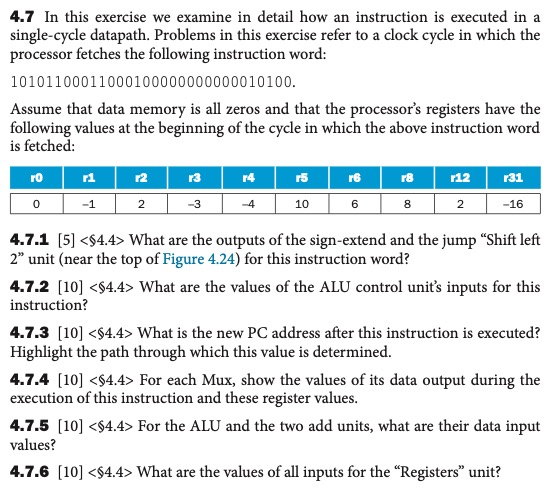 4.7 In this exercise we examine in detail how an instruction is executed in a
single-cycle datapath. Problems in this exercise refer to a clock cycle in which the
processor fetches the following instruction word:
10101100011000100000000000010100.
Assume that data memory is all zeros and that the processor's registers have the
following values at the beginning of the cycle in which the above instruction word
is fetched:
r0 r1 r2 r3 r4 r5 r6 r8 r12 r31
0 –1 2 –3 –4 10 6 8 2 –16
4.7.1 [5] <§4.4> What are the outputs of the sign-extend and the jump “Shift left
2” unit (near the top of Figure 4.24) for this instruction word?
4.7.2 [10] <§4.4> What are the values of the ALU control unit's inputs for this
instruction?
4.7.3 [10] <§4.4> What is the new PC address after this instruction is executed?
Highlight the path through which this value is determined.
4.7.4 [10] <§4.4> For each Mux, show the values of its data output during the
execution of this instruction and these register values.
4.7.5 [10] <§4.4> For the ALU and the two add units, what are their data input
values?
4.7.6 [10] <§4.4> What are the values of all inputs for the “Registers” unit?